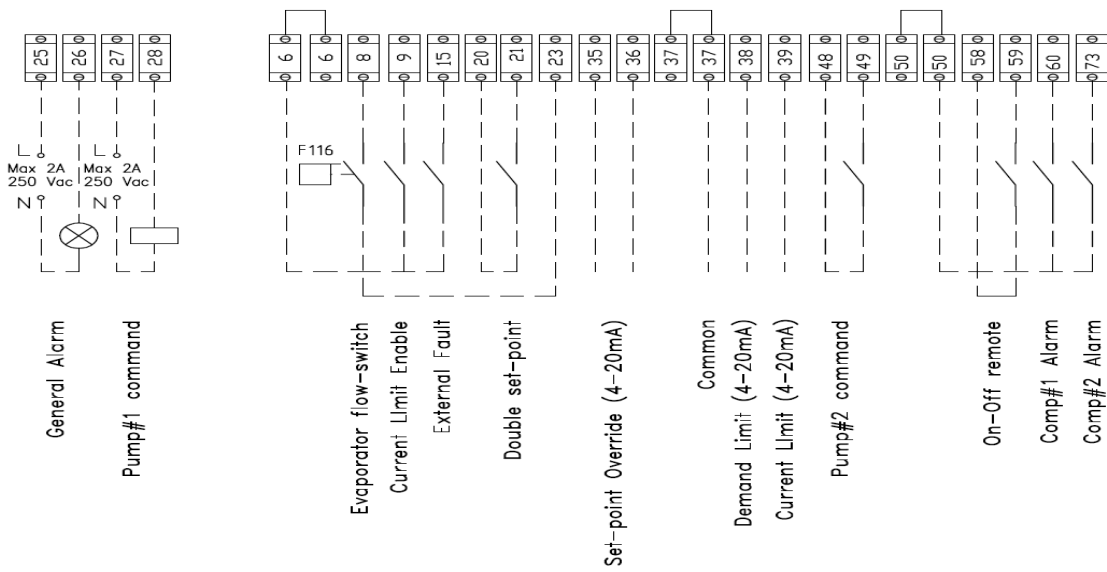 25 26 27 28 6 6 8 9 15 20 21 23 35 36 37 37 38 39 48 49 50 50 58 59 60 73
F116
Max 2A
250 Vac
N
Max 2A
250 Vac
N
General Alarm
Pump#1 command
Evaporator flow-switch
Current LImit Enable
External Fault
Double set-point
Set-point Override (4-20mA)
Common
Demand Limit (4-20mA)
Current LImit (4-20mA)
Pump#2 command
On-Off remote
Comp#1 Alarm
Comp#2 Alarm